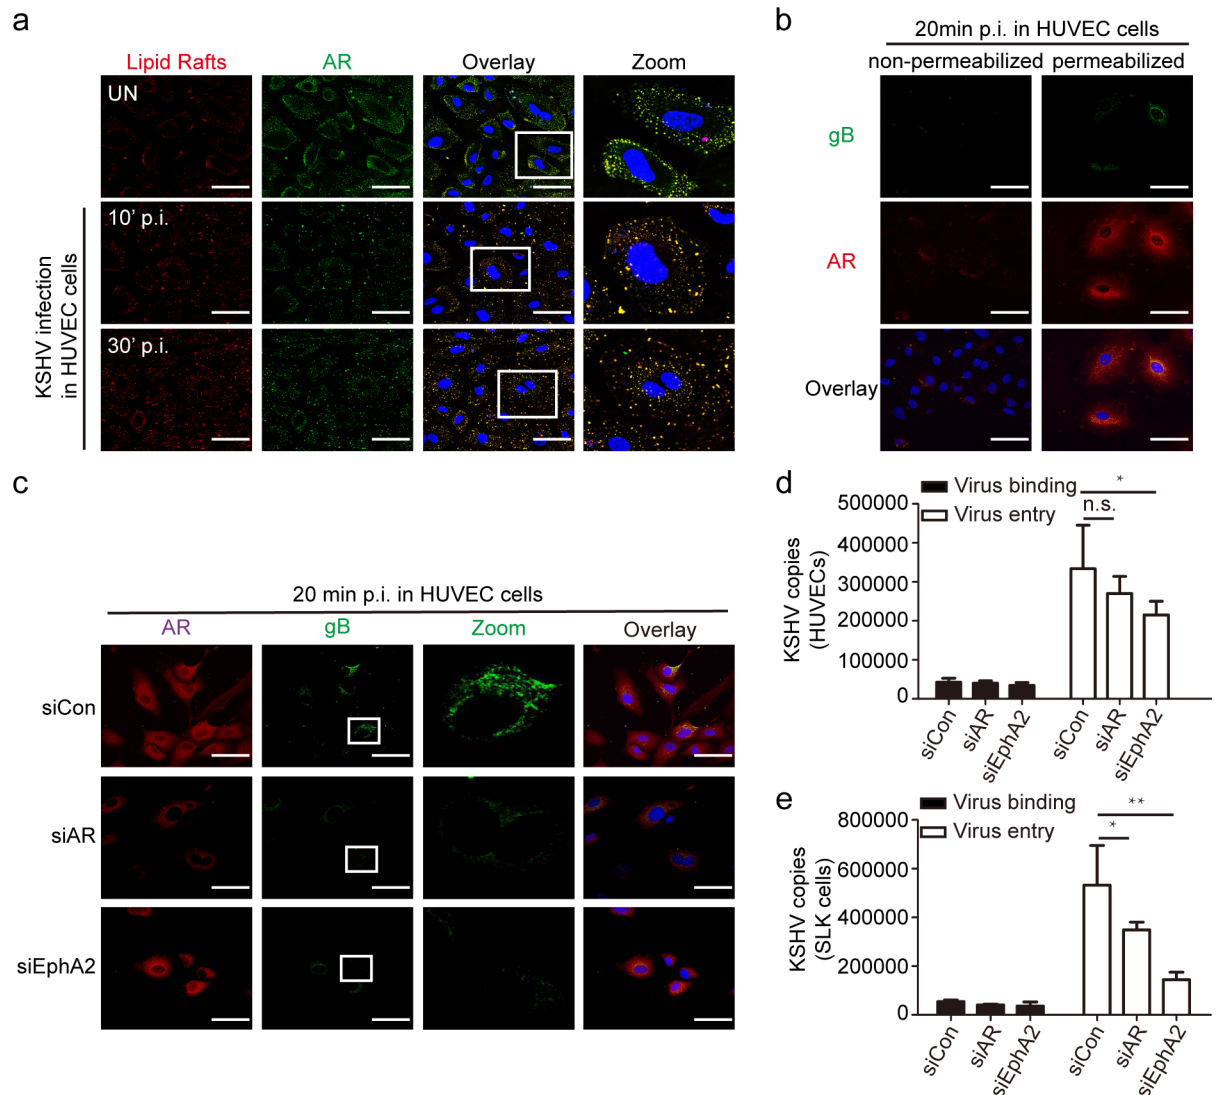 a
Lipid Rafts
AR
Overlay
Zoom
UN
10' p.i.
30' p.i.
KSHV infection
in HUVEC cells
b
20min p.i. in HUVEC cells
non-permeabilized
permeabilized
gB
AR
Overlay
c
20 min p.i. in HUVEC cells
AR
gB
Zoom
Overlay
siCon
siAR
siEphA2
d
Virus binding
Virus entry
*
n.s.
500000
400000
300000
200000
100000
0
KSHV copies
(HUVECs)
siCon
siAR
siEphA2
siCon
siAR
siEphA2
e
Virus binding
Virus entry
**
*
800000
600000
400000
200000
0
KSHV copies
(SLK cells)
siCon
siAR
siEphA2
siCon
siAR
siEphA2